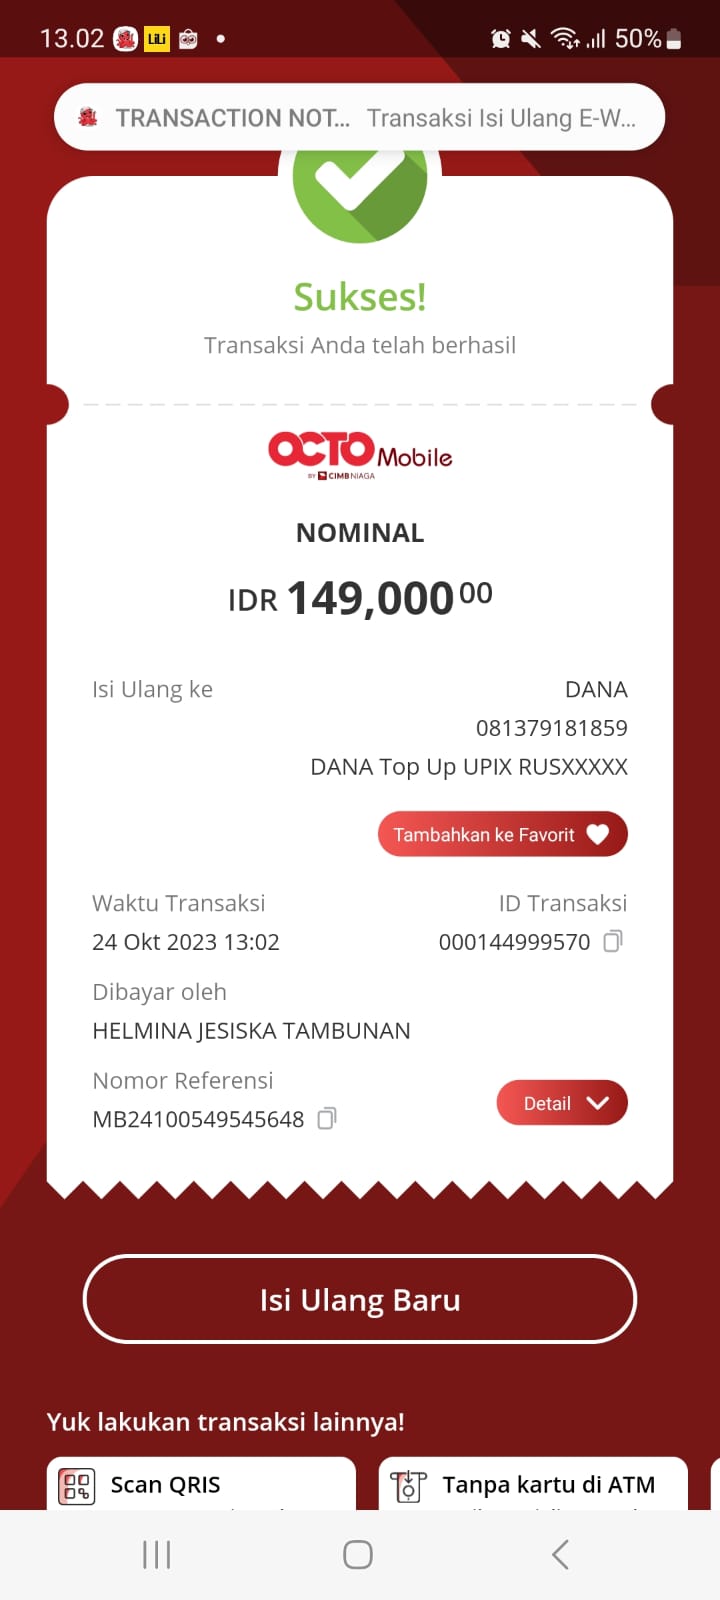 13.02 LiLi 50%
TRANSACTION NOT... Transaksi Isi Ulang E-W...
Sukses!
Transaksi Anda telah berhasil
OCTO Mobile
BY CIMB NIAGA
NOMINAL
IDR 149,000 00
Isi Ulang ke DANA
081379181859
DANA Top Up UPIX RUSXXXXX
Tambahkan ke Favorit
Waktu Transaksi ID Transaksi
24 Okt 2023 13:02 000144999570
Dibayar oleh
HELMINA JESISKA TAMBUNAN
Nomor Referensi
MB24100549545648 Detail
Isi Ulang Baru
Yuk lakukan transaksi lainnya!
Scan QRIS Tanpa kartu di ATM